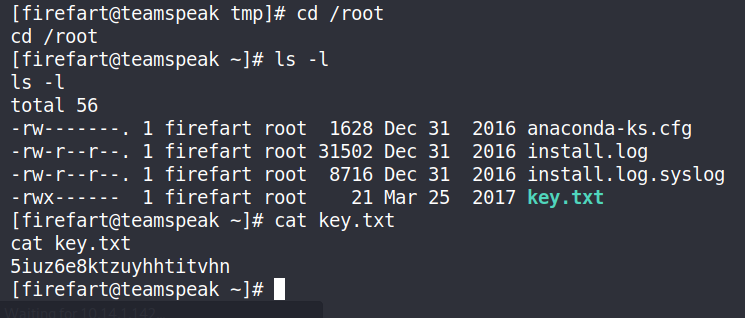 [firefart@teamspeak tmp]# cd /root
cd /root
[firefart@teamspeak ~]# ls -l
ls -l
total 56
-rw-------. 1 firefart root  1628 Dec 31  2016 anaconda-ks.cfg
-rw-r--r--. 1 firefart root 31502 Dec 31  2016 install.log
-rw-r--r--. 1 firefart root  8716 Dec 31  2016 install.log.syslog
-rwx------  1 firefart root    21 Mar 25  2017 key.txt
[firefart@teamspeak ~]# cat key.txt
cat key.txt
5iuz6e8ktzuyhhtitvhn
[firefart@teamspeak ~]#
Waiting for